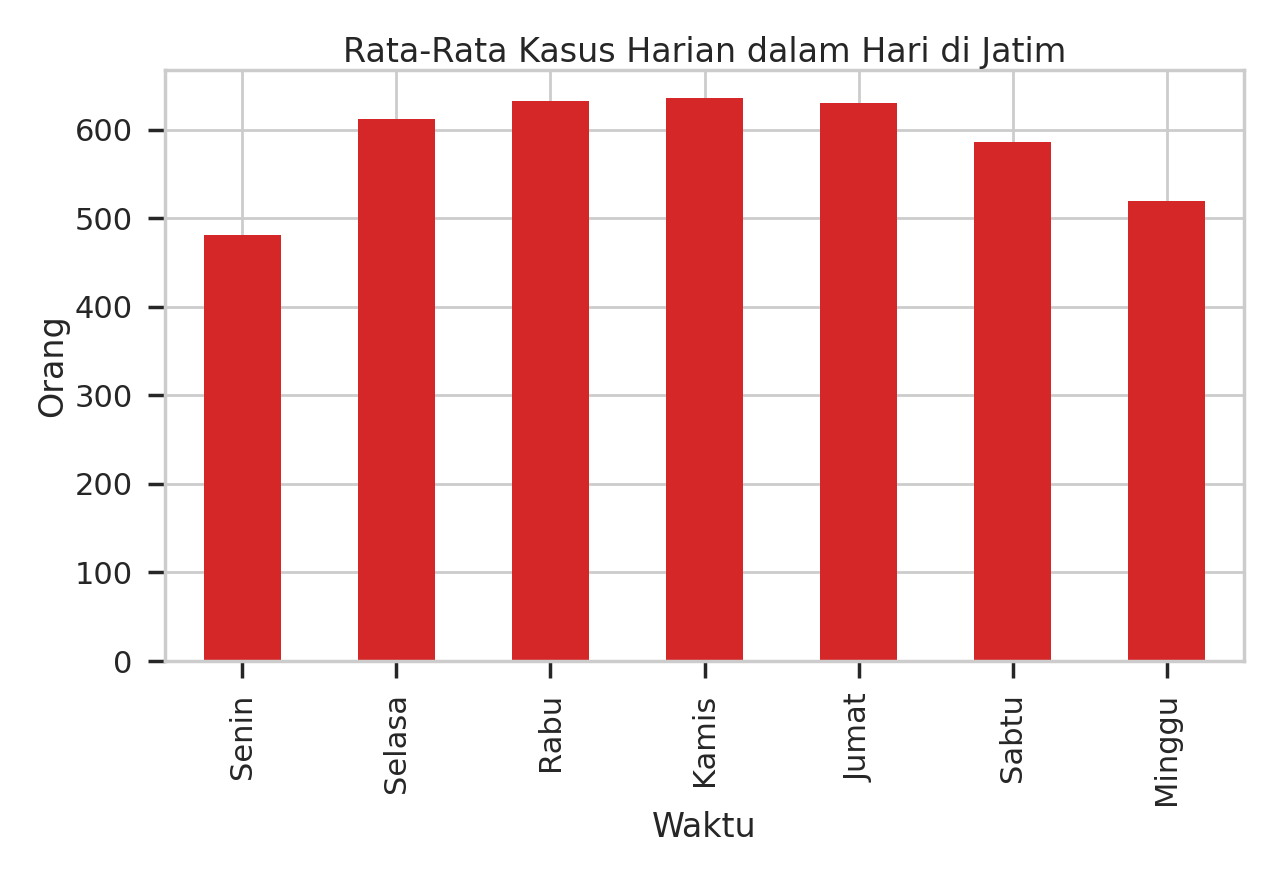 Rata-Rata Kasus Harian dalam Hari di Jatim
Orang
600
500
400
300
200
100
0
Senin
Selasa
Rabu
Kamis
Jumat
Sabtu
Minggu
Waktu